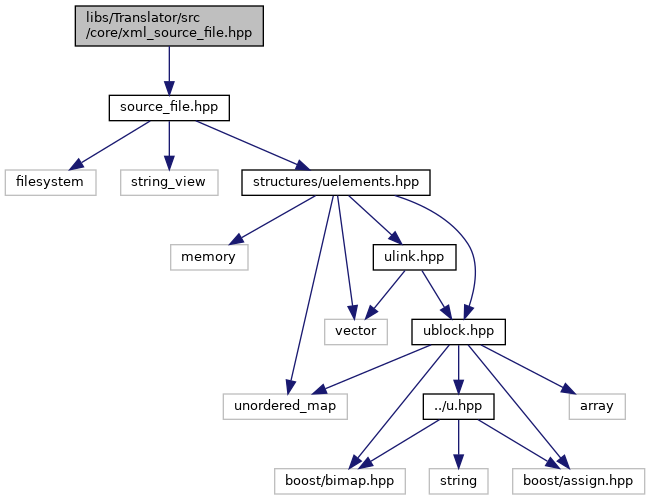 libs/Translator/src
/core/xml_source_file.hpp
source_file.hpp
filesystem
string_view
structures/uelements.hpp
memory
ulink.hpp
vector
ublock.hpp
unordered_map
../u.hpp
array
boost/bimap.hpp
string
boost/assign.hpp